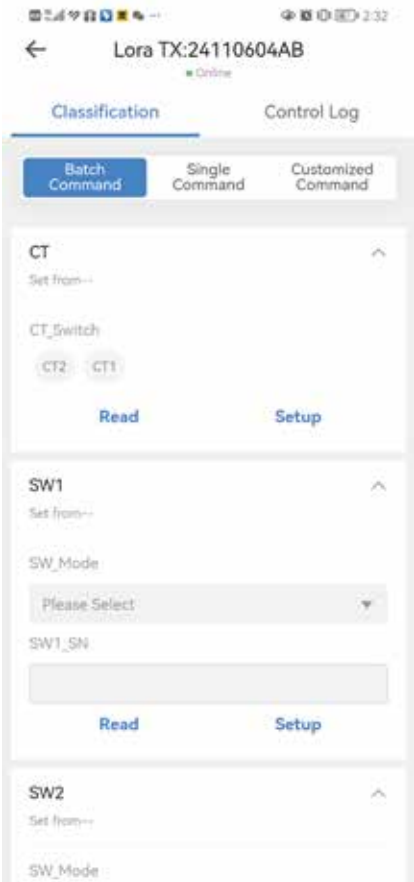 2:32
Lora TX:24110604AB
Online
Classification Control Log
Batch Command Single Command Customized Command
CT
Set from--
CT_Switch
CT2 CT1
Read Setup
SW1
Set from--
SW_Mode
Please Select
SW1_SN
Read Setup
SW2
Set from--
SW_Mode